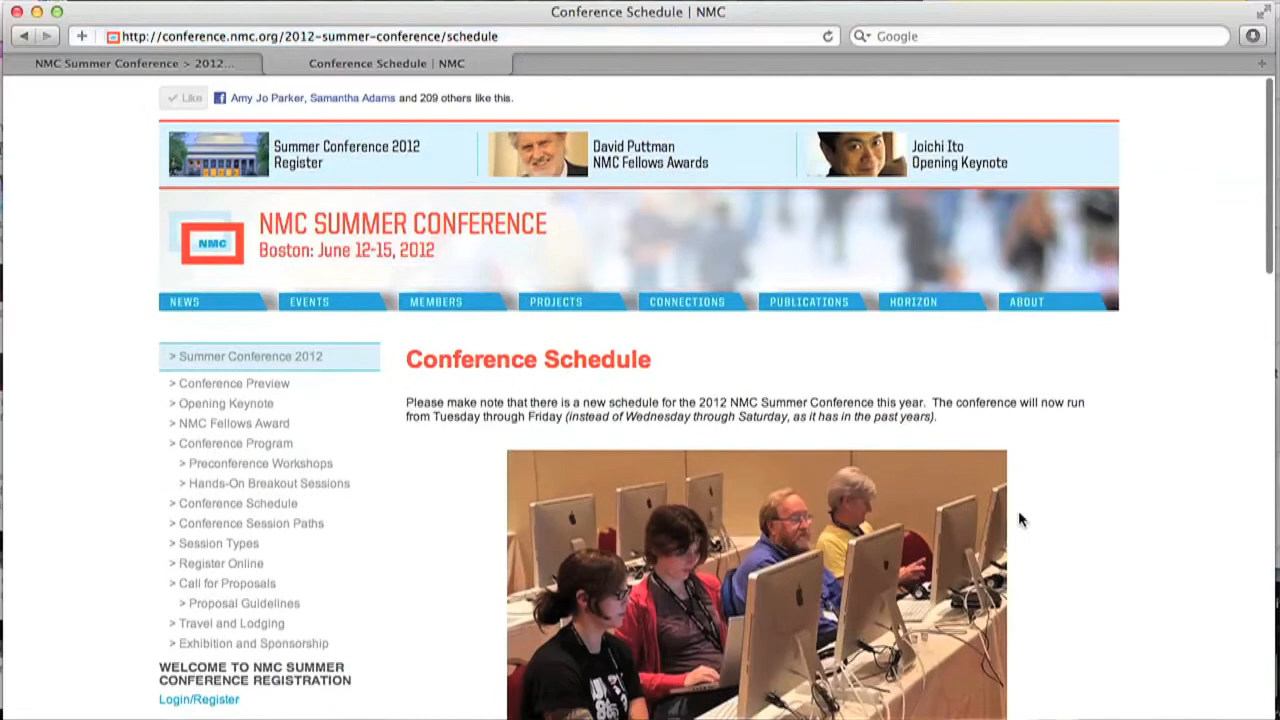 Conference Schedule | NMC
http://conference.nmc.org/2012-summer-conference/schedule
Google
NMC Summer Conference > 2012...
Conference Schedule | NMC
Like
Amy Jo Parker, Samantha Adams and 209 others like this.
Summer Conference 2012
Register
David Puttman
NMC Fellows Awards
Joichi Ito
Opening Keynote
NMC
NMC SUMMER CONFERENCE
Boston: June 12-15, 2012
NEWS
EVENTS
MEMBERS
PROJECTS
CONNECTIONS
PUBLICATIONS
HORIZON
ABOUT
> Summer Conference 2012
> Conference Preview
> Opening Keynote
> NMC Fellows Award
> Conference Program
> Preconference Workshops
> Hands-On Breakout Sessions
> Conference Schedule
> Conference Session Paths
> Session Types
> Register Online
> Call for Proposals
> Proposal Guidelines
> Travel and Lodging
> Exhibition and Sponsorship
WELCOME TO NMC SUMMER
CONFERENCE REGISTRATION
Login/Register
Conference Schedule
Please make note that there is a new schedule for the 2012 NMC Summer Conference this year. The conference will now run
from Tuesday through Friday (instead of Wednesday through Saturday, as it has in the past years).